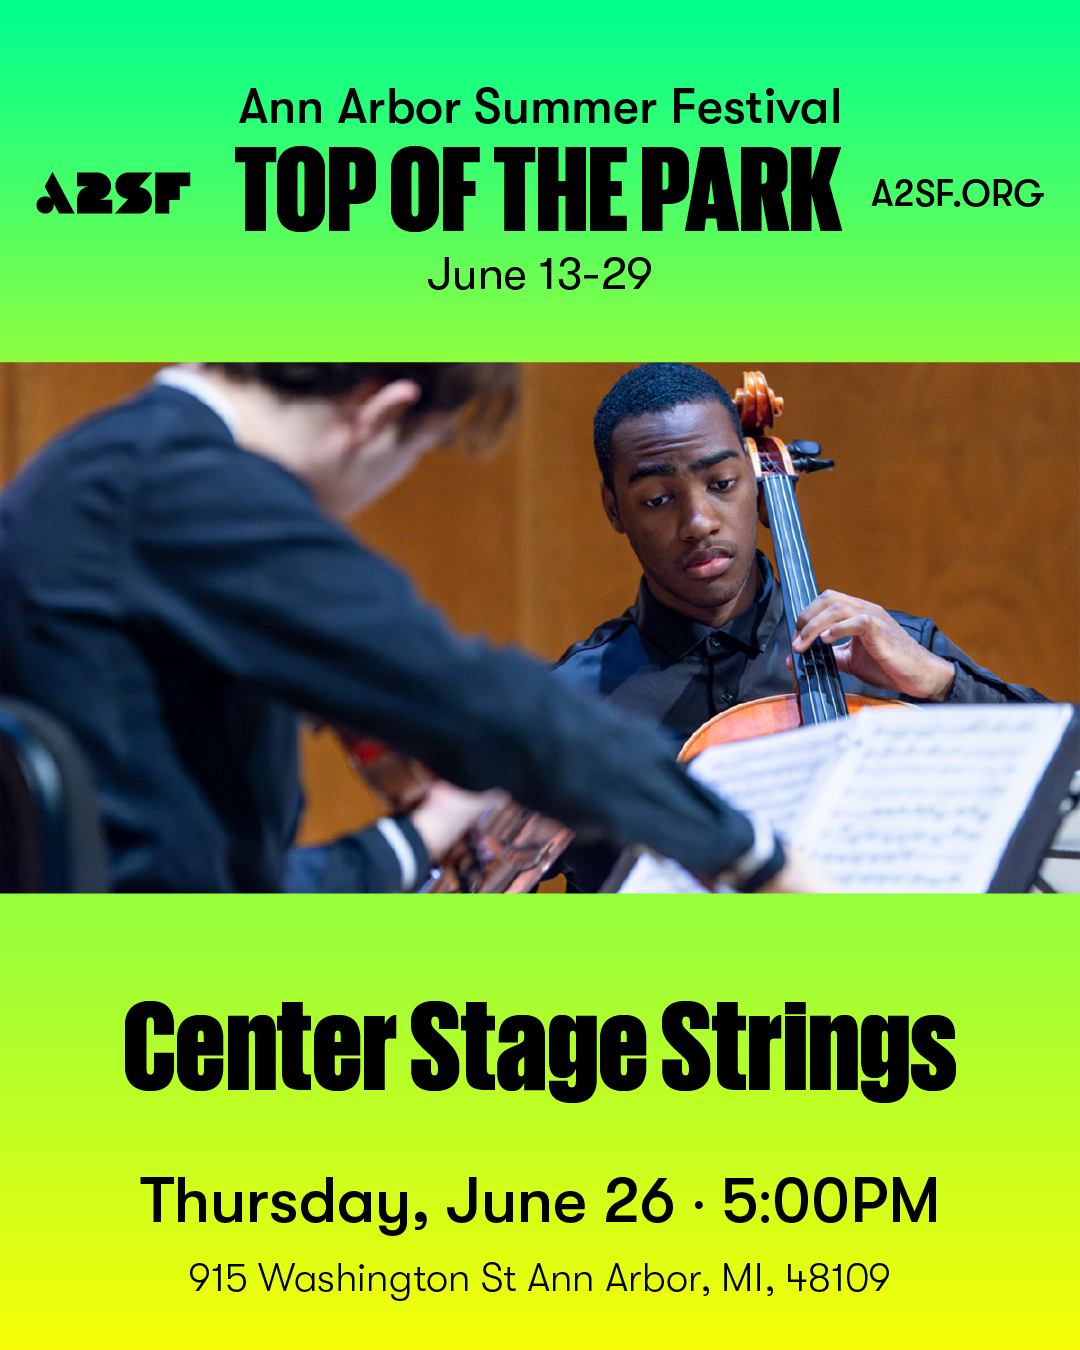 Ann Arbor Summer Festival
A2SF
TOP OF THE PARK
A2SF.ORG
June 13-29
Center Stage Strings
Thursday, June 26 · 5:00PM
915 Washington St Ann Arbor, MI, 48109